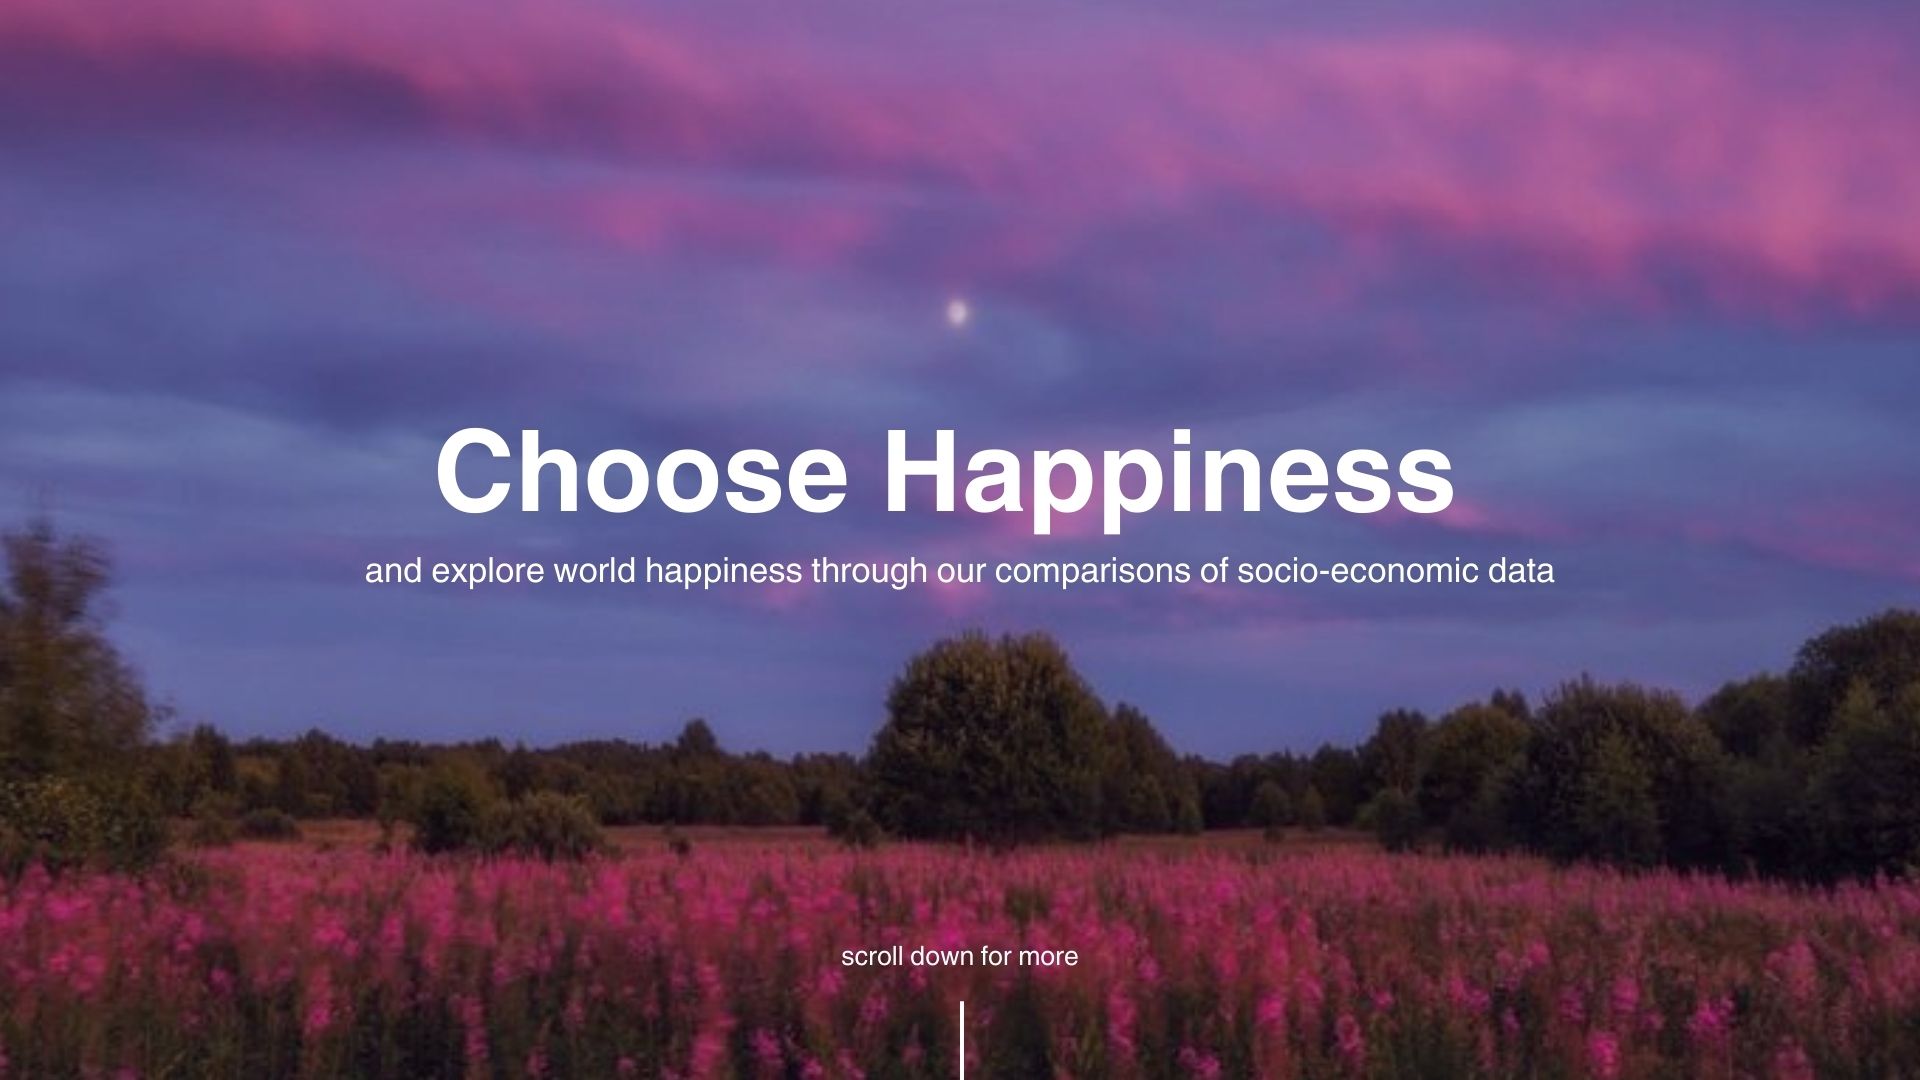 Choose Happiness
and explore world happiness through our comparisons of socio-economic data
scroll down for more